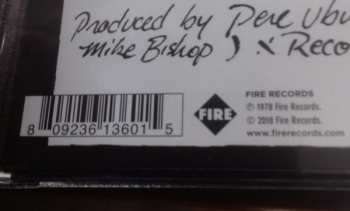 Produced by Pere Ubu
Mike Bishop ) x Reco
FIRE
FIRE RECORDS
℗ 1978 Fire Records.
© 2018 Fire Records.
www.firerecords.com
8 09236 13601 5